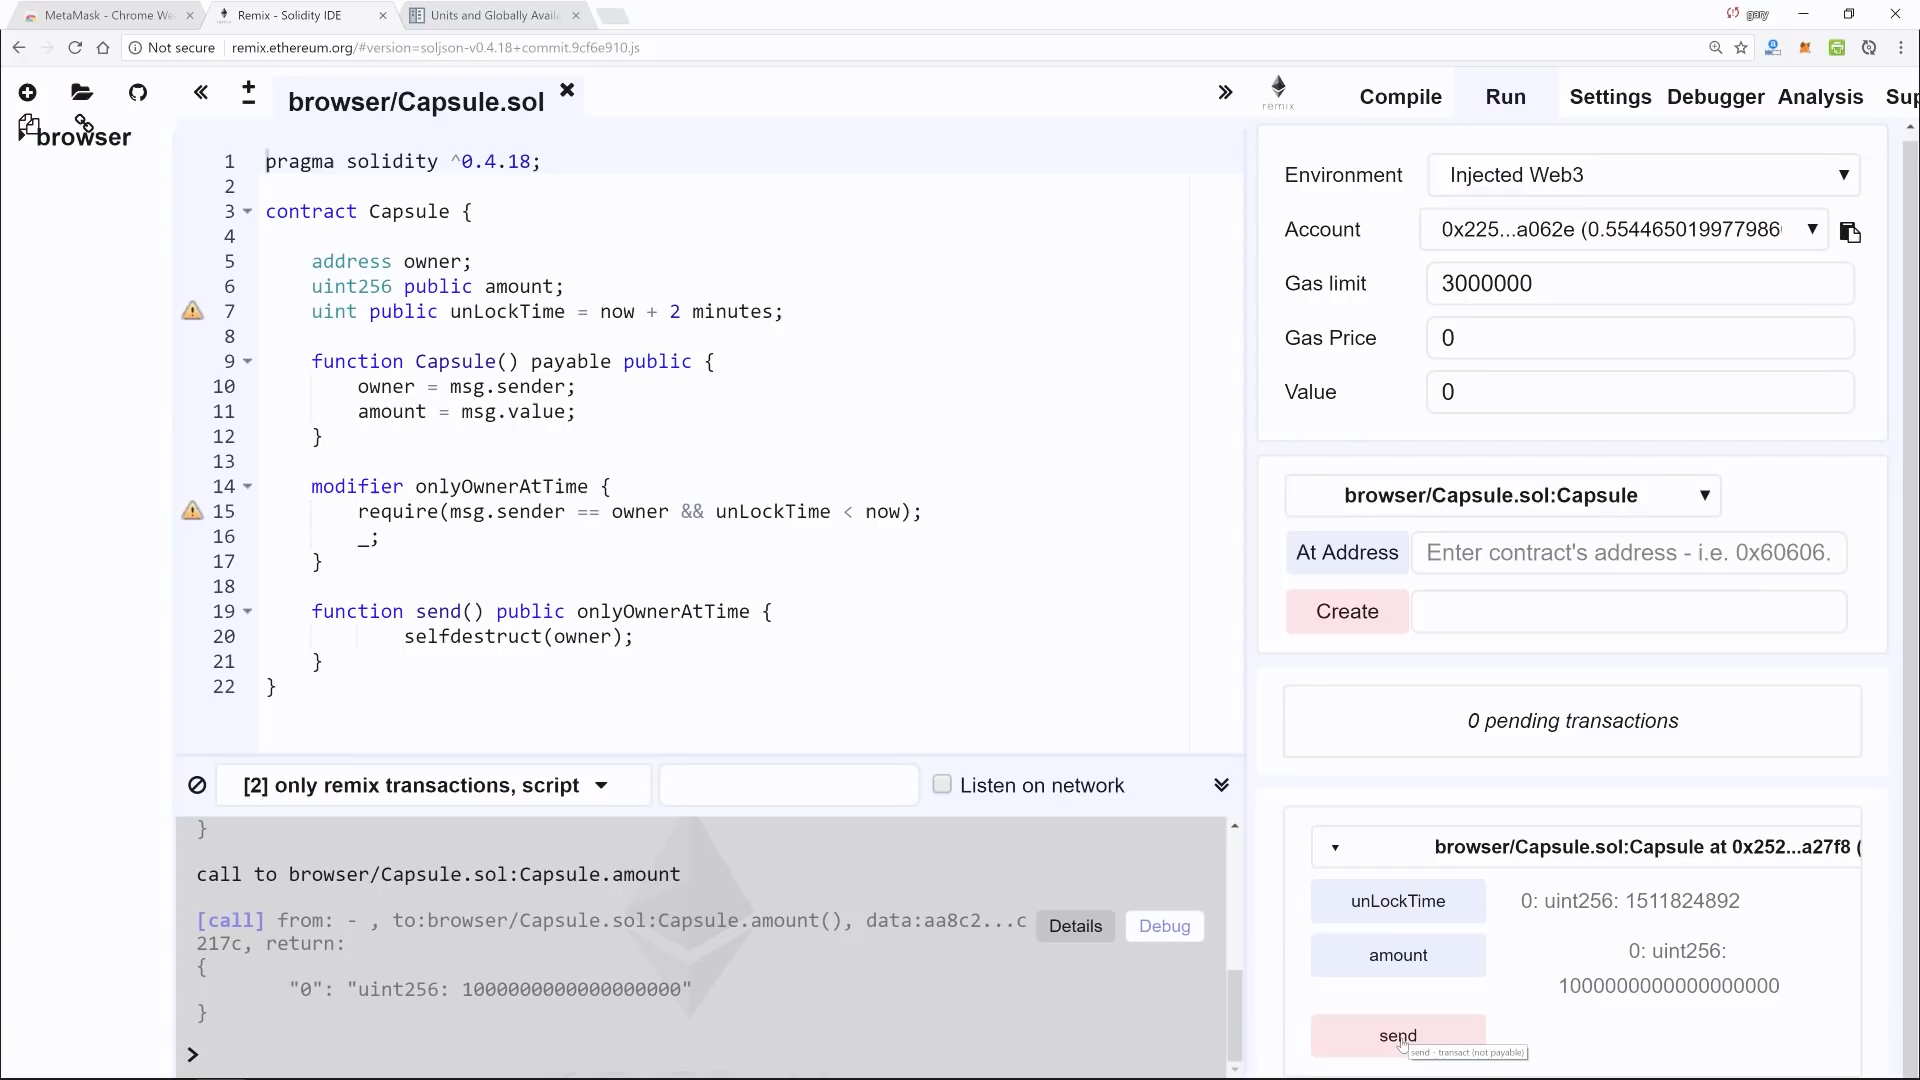 MetaMask - Chrome We
Remix - Solidity IDE
Units and Globally Avail
gary
Not secure
remix.ethereum.org/#version=soljson-v0.4.18+commit.9cf6e910.js
browser
browser/Capsule.sol
remix
Compile
Run
Settings
Debugger
Analysis
Sup
1 pragma solidity ^0.4.18;
2
3 contract Capsule {
4
5 address owner;
6 uint256 public amount;
7 uint public unLockTime = now + 2 minutes;
8
9 function Capsule() payable public {
10 owner = msg.sender;
11 amount = msg.value;
12 }
13
14 modifier onlyOwnerAtTime {
15 require(msg.sender == owner && unLockTime < now);
16 _;
17 }
18
19 function send() public onlyOwnerAtTime {
20 selfdestruct(owner);
21 }
22 }
[2] only remix transactions, script
Listen on network
}
call to browser/Capsule.sol:Capsule.amount
[call] from: - , to:browser/Capsule.sol:Capsule.amount(), data:aa8c2...c
217c, return:
Details
Debug
{
"0": "uint256: 1000000000000000000"
}
>
Environment
Injected Web3
Account
0x225...a062e (0.554465019977986
Gas limit
3000000
Gas Price
0
Value
0
browser/Capsule.sol:Capsule
At Address
Enter contract's address - i.e. 0x60606.
Create
0 pending transactions
browser/Capsule.sol:Capsule at 0x252...a27f8 (
unLockTime
0: uint256: 1511824892
amount
0: uint256:
1000000000000000000
send
send - transact (not payable)